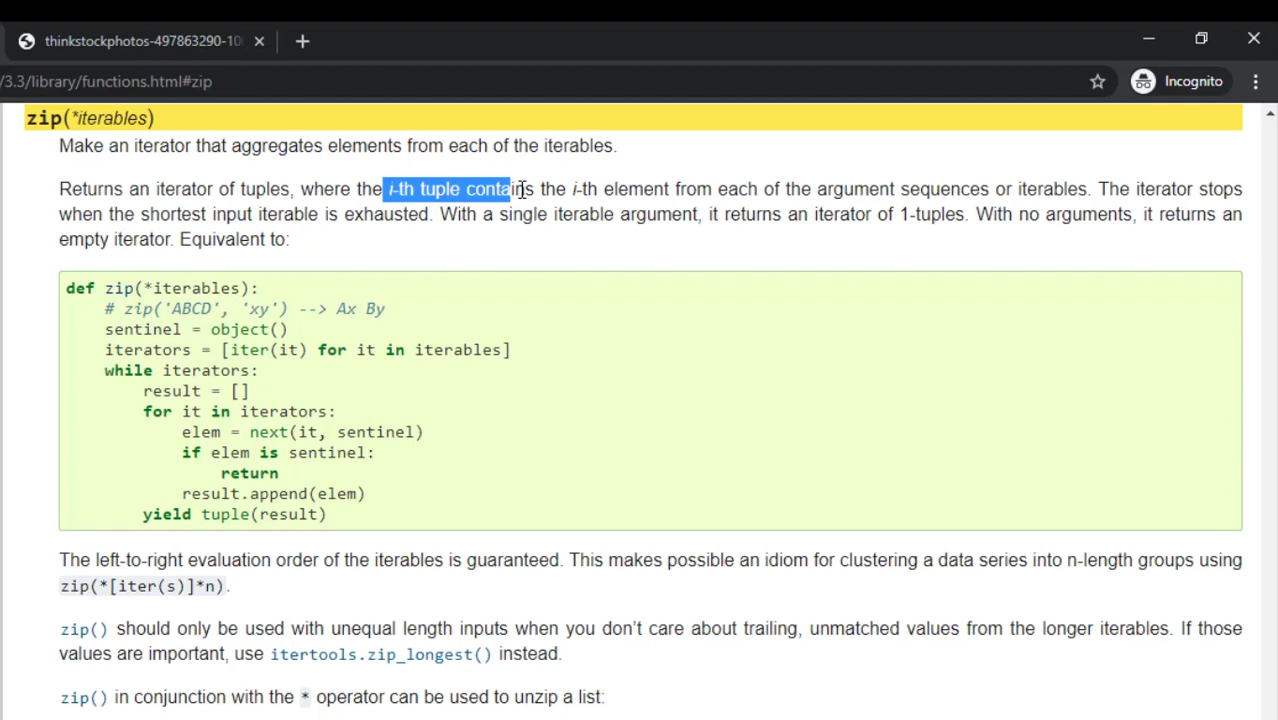 thinkstockphotos-497863290-10
/3.3/library/functions.html#zip
Incognito
zip(*iterables)
Make an iterator that aggregates elements from each of the iterables.
Returns an iterator of tuples, where the i-th tuple contains the i-th element from each of the argument sequences or iterables. The iterator stops
when the shortest input iterable is exhausted. With a single iterable argument, it returns an iterator of 1-tuples. With no arguments, it returns an
empty iterator. Equivalent to:
def zip(*iterables):
    # zip('ABCD', 'xy') --> Ax By
    sentinel = object()
    iterators = [iter(it) for it in iterables]
    while iterators:
        result = []
        for it in iterators:
            elem = next(it, sentinel)
            if elem is sentinel:
                return
            result.append(elem)
        yield tuple(result)
The left-to-right evaluation order of the iterables is guaranteed. This makes possible an idiom for clustering a data series into n-length groups using
zip(*[iter(s)]*n).
zip() should only be used with unequal length inputs when you don't care about trailing, unmatched values from the longer iterables. If those
values are important, use itertools.zip_longest() instead.
zip() in conjunction with the * operator can be used to unzip a list: